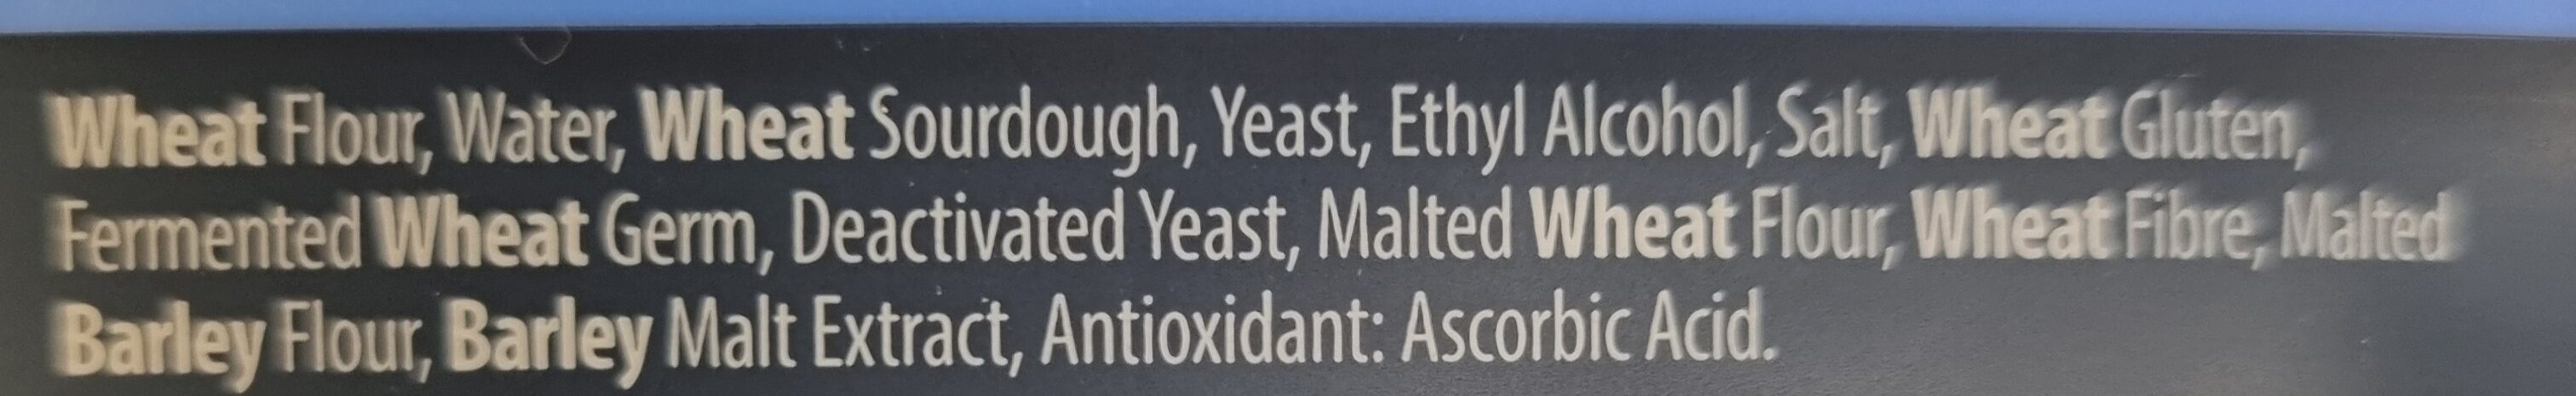 Wheat Flour, Water, Wheat Sourdough, Yeast, Ethyl Alcohol, Salt, Wheat Gluten,
Fermented Wheat Germ, Deactivated Yeast, Malted Wheat Flour, Wheat Fibre, Malted
Barley Flour, Barley Malt Extract, Antioxidant: Ascorbic Acid.